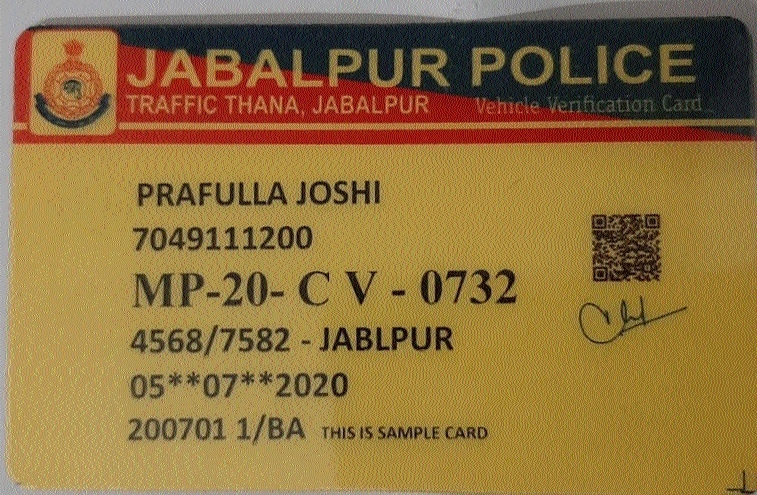 JABALPUR POLICE
TRAFFIC THANA, JABALPUR Vehicle Verification Card
PRAFULLA JOSHI
7049111200
MP-20- C V - 0732
4568/7582 - JABLPUR
05**07**2020
200701 1/BA THIS IS SAMPLE CARD